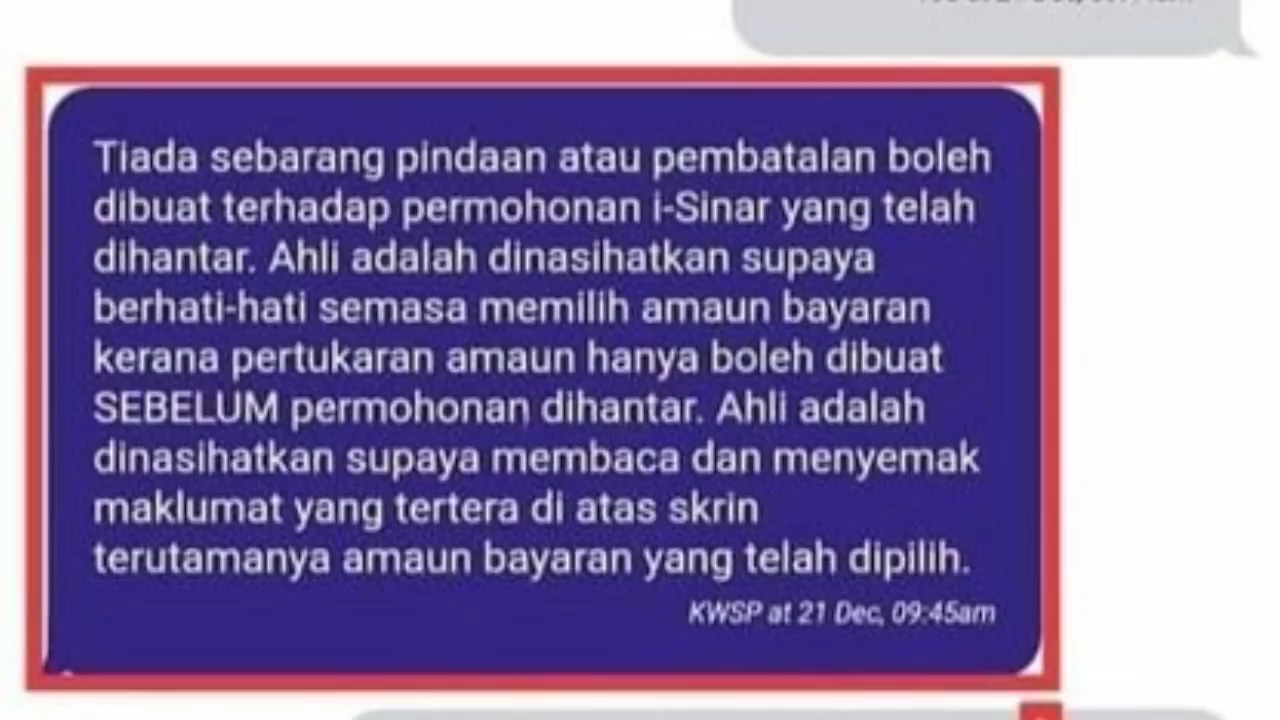 Tiada sebarang pindaan atau pembatalan boleh
dibuat terhadap permohonan i-Sinar yang telah
dihantar. Ahli adalah dinasihatkan supaya
berhati-hati semasa memilih amaun bayaran
kerana pertukaran amaun hanya boleh dibuat
SEBELUM permohonan dihantar. Ahli adalah
dinasihatkan supaya membaca dan menyemak
maklumat yang tertera di atas skrin
terutamanya amaun bayaran yang telah dipilih.
KWSP at 21 Dec, 09:45am